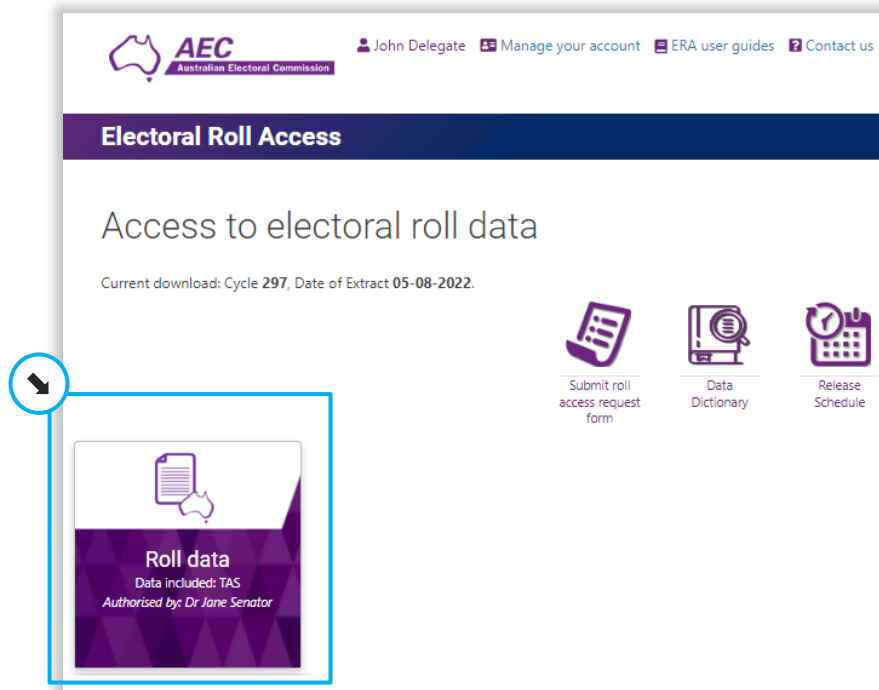 AEC
Australian Electoral Commission
John Delegate Manage your account ERA user guides Contact us
Electoral Roll Access
Access to electoral roll data
Current download: Cycle 297, Date of Extract 05-08-2022.
Submit roll
access request
form
Data
Dictionary
Release
Schedule
Roll data
Data included: TAS
Authorised by: Dr Jane Senator